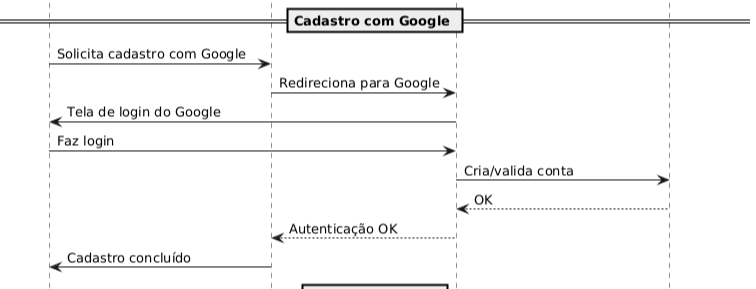 Cadastro com Google
Solicita cadastro com Google
Redireciona para Google
Tela de login do Google
Faz login
Cria/valida conta
OK
Autenticação OK
Cadastro concluído